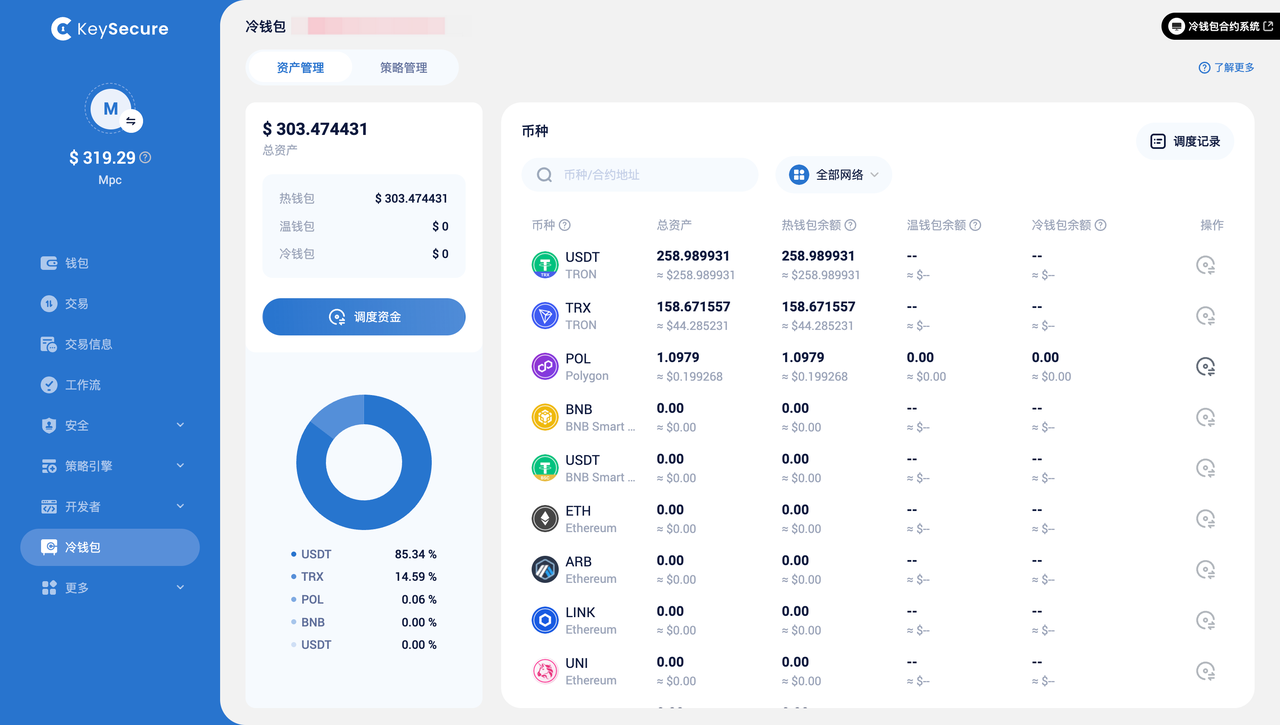 KeySecure
M
$ 319.29
Mpc
钱包
交易
交易信息
工作流
安全
策略引擎
开发者
冷钱包
更多
冷钱包
冷钱包合约系统
资产管理 策略管理
了解更多
$ 303.474431
总资产
热钱包 $ 303.474431
温钱包 $ 0
冷钱包 $ 0
调度资金
USDT 85.34 %
TRX 14.59 %
POL 0.06 %
BNB 0.00 %
USDT 0.00 %
币种
调度记录
币种/合约地址
全部网络
币种 总资产 热钱包余额 温钱包余额 冷钱包余额 操作
USDT 258.989931 258.989931 -- --
TRON ≈ $258.989931 ≈ $258.989931 ≈ $-- ≈ $--
TRX 158.671557 158.671557 -- --
TRON ≈ $44.285231 ≈ $44.285231 ≈ $-- ≈ $--
POL 1.0979 1.0979 0.00 0.00
Polygon ≈ $0.199268 ≈ $0.199268 ≈ $0.00 ≈ $0.00
BNB 0.00 0.00 -- --
BNB Smart ... ≈ $0.00 ≈ $0.00 ≈ $-- ≈ $--
USDT 0.00 0.00 -- --
BNB Smart ... ≈ $0.00 ≈ $0.00 ≈ $-- ≈ $--
ETH 0.00 0.00 -- --
Ethereum ≈ $0.00 ≈ $0.00 ≈ $-- ≈ $--
ARB 0.00 0.00 -- --
Ethereum ≈ $0.00 ≈ $0.00 ≈ $-- ≈ $--
LINK 0.00 0.00 -- --
Ethereum ≈ $0.00 ≈ $0.00 ≈ $-- ≈ $--
UNI 0.00 0.00 -- --
Ethereum ≈ $0.00 ≈ $0.00 ≈ $-- ≈ $--